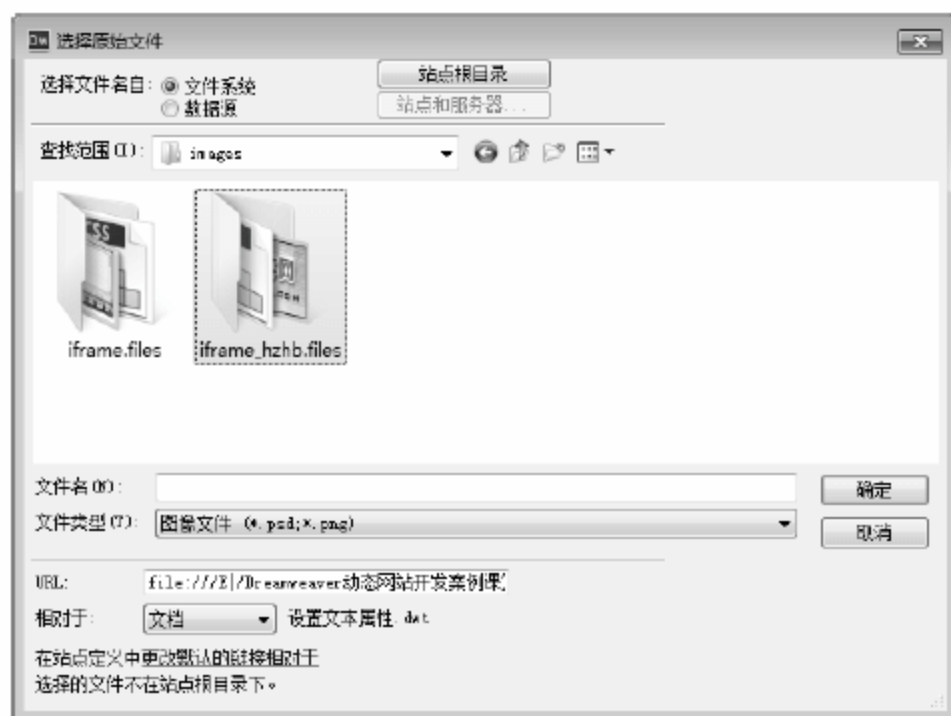 选择原始文件
选择文件名自: 文件系统 站点根目录
数据源 站点和服务器...
查找范围(I): images
iframe.files iframe_hzhb.files
文件名(N): 确定
文件类型(T): 图像文件 (*.psd;*.png) 取消
URL: file:///E|/Dreamweaver动态网站开发案例课
相对于: 文档 设置文本属性.dwt
在站点定义中更改默认的链接相对于
选择的文件不在站点根目录下。